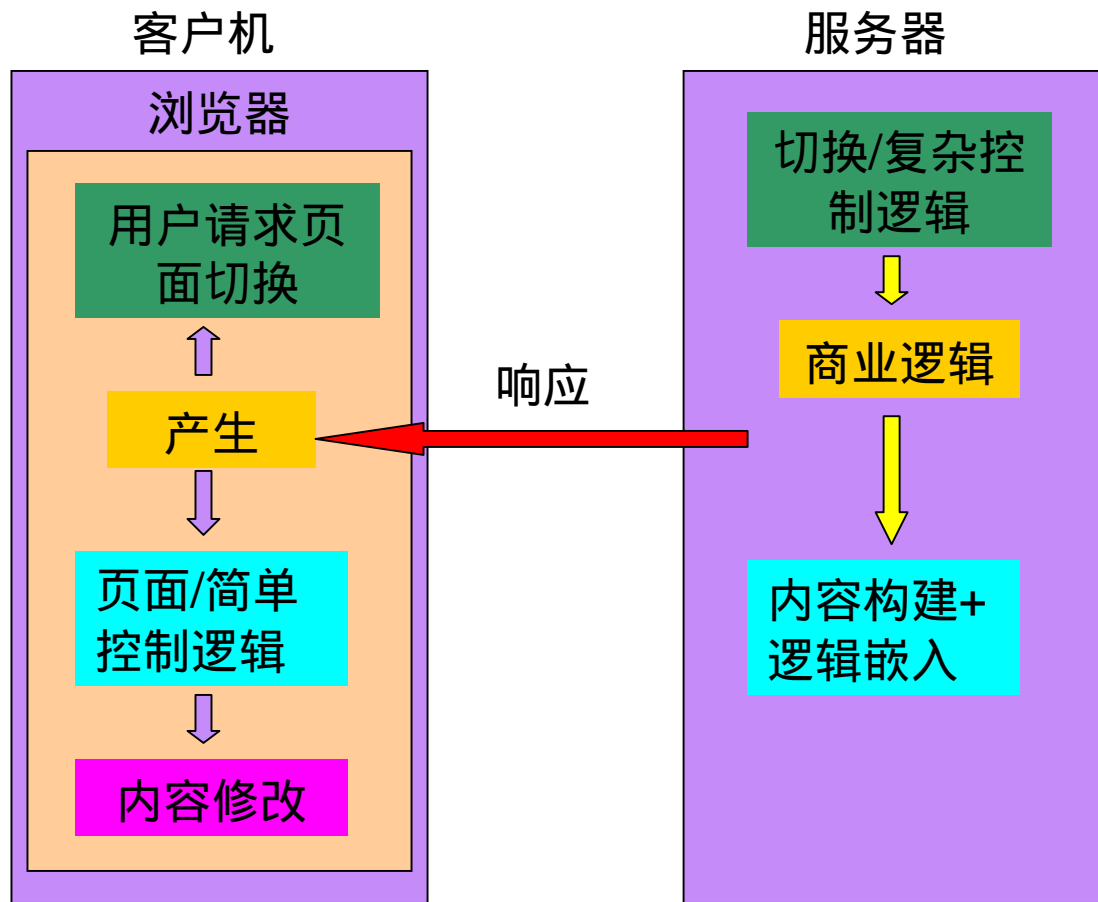 客户机
浏览器
用户请求页
面切换
产生
页面/简单
控制逻辑
内容修改
响应
服务器
切换/复杂控
制逻辑
商业逻辑
内容构建+
逻辑嵌入